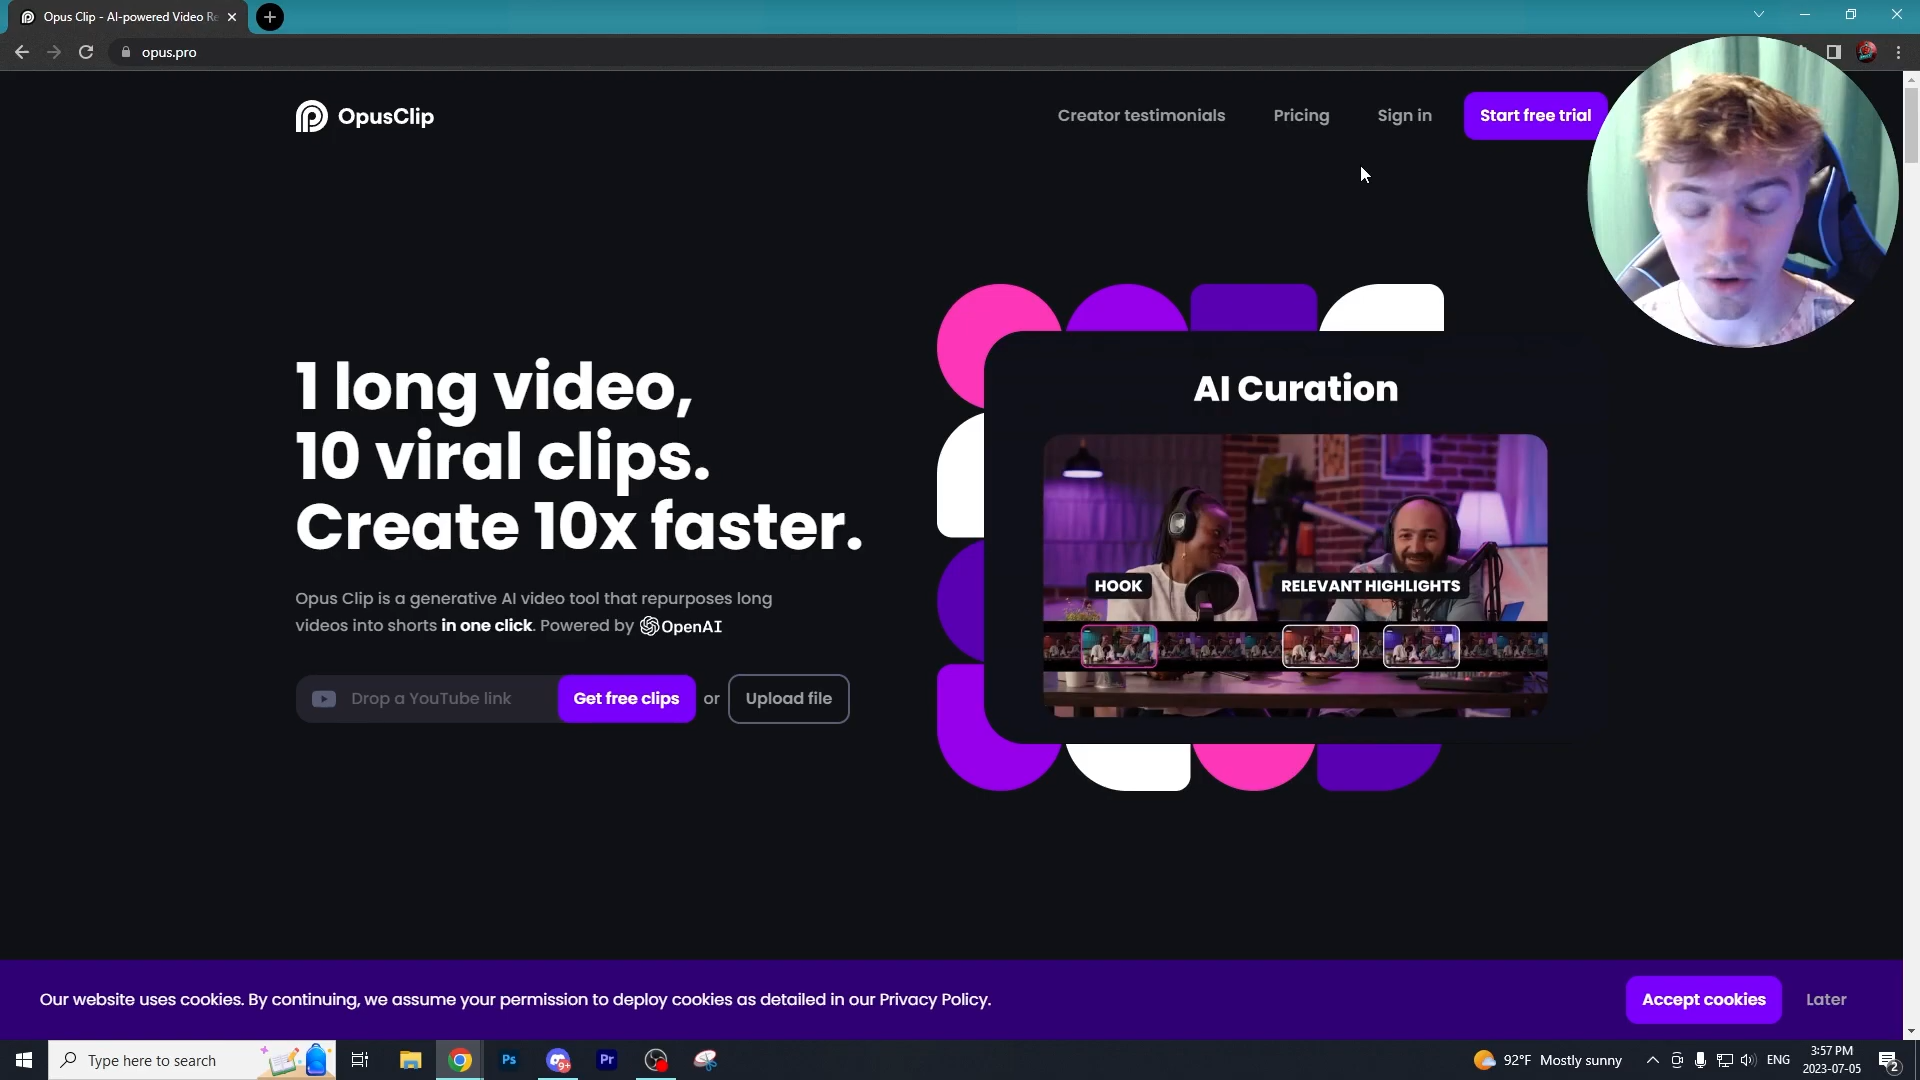 Opus Clip - AI-powered Video Re
opus.pro
OpusClip
Creator testimonials
Pricing
Sign in
Start free trial
1 long video,
10 viral clips.
Create 10x faster.
Opus Clip is a generative AI video tool that repurposes long
videos into shorts in one click. Powered by OpenAI
Drop a YouTube link
Get free clips
or
Upload file
AI Curation
HOOK
RELEVANT HIGHLIGHTS
Our website uses cookies. By continuing, we assume your permission to deploy cookies as detailed in our Privacy Policy.
Accept cookies
Later
Type here to search
Ps
9+
Pr
92°F Mostly sunny
ENG
3:57 PM
2023-07-05
2